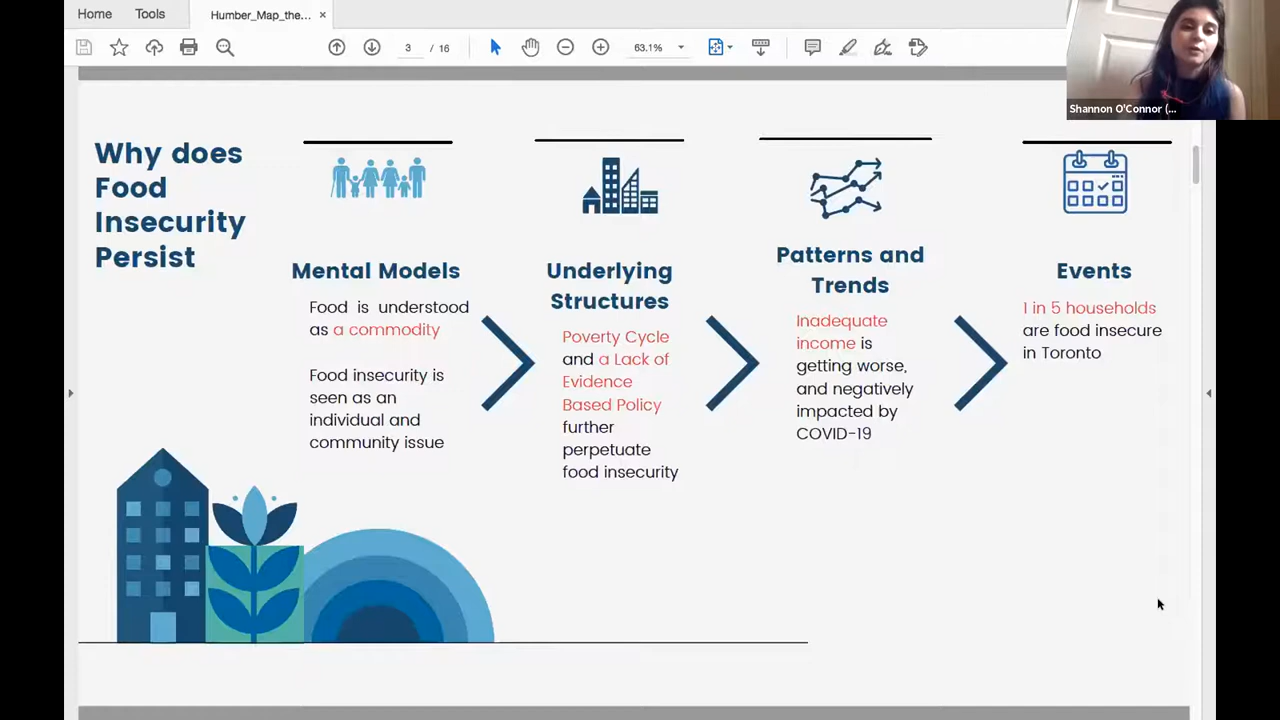 Home
Tools
Humber_Map_the...
×
3 / 16
63.1%
Shannon O'Connor (...
Why does
Food
Insecurity
Persist
Mental Models
Food is understood
as a commodity
Food insecurity is
seen as an
individual and
community issue
Underlying
Structures
Poverty Cycle
and a Lack of
Evidence
Based Policy
further
perpetuate
food insecurity
Patterns and
Trends
Inadequate
income is
getting worse,
and negatively
impacted by
COVID-19
Events
1 in 5 households
are food insecure
in Toronto